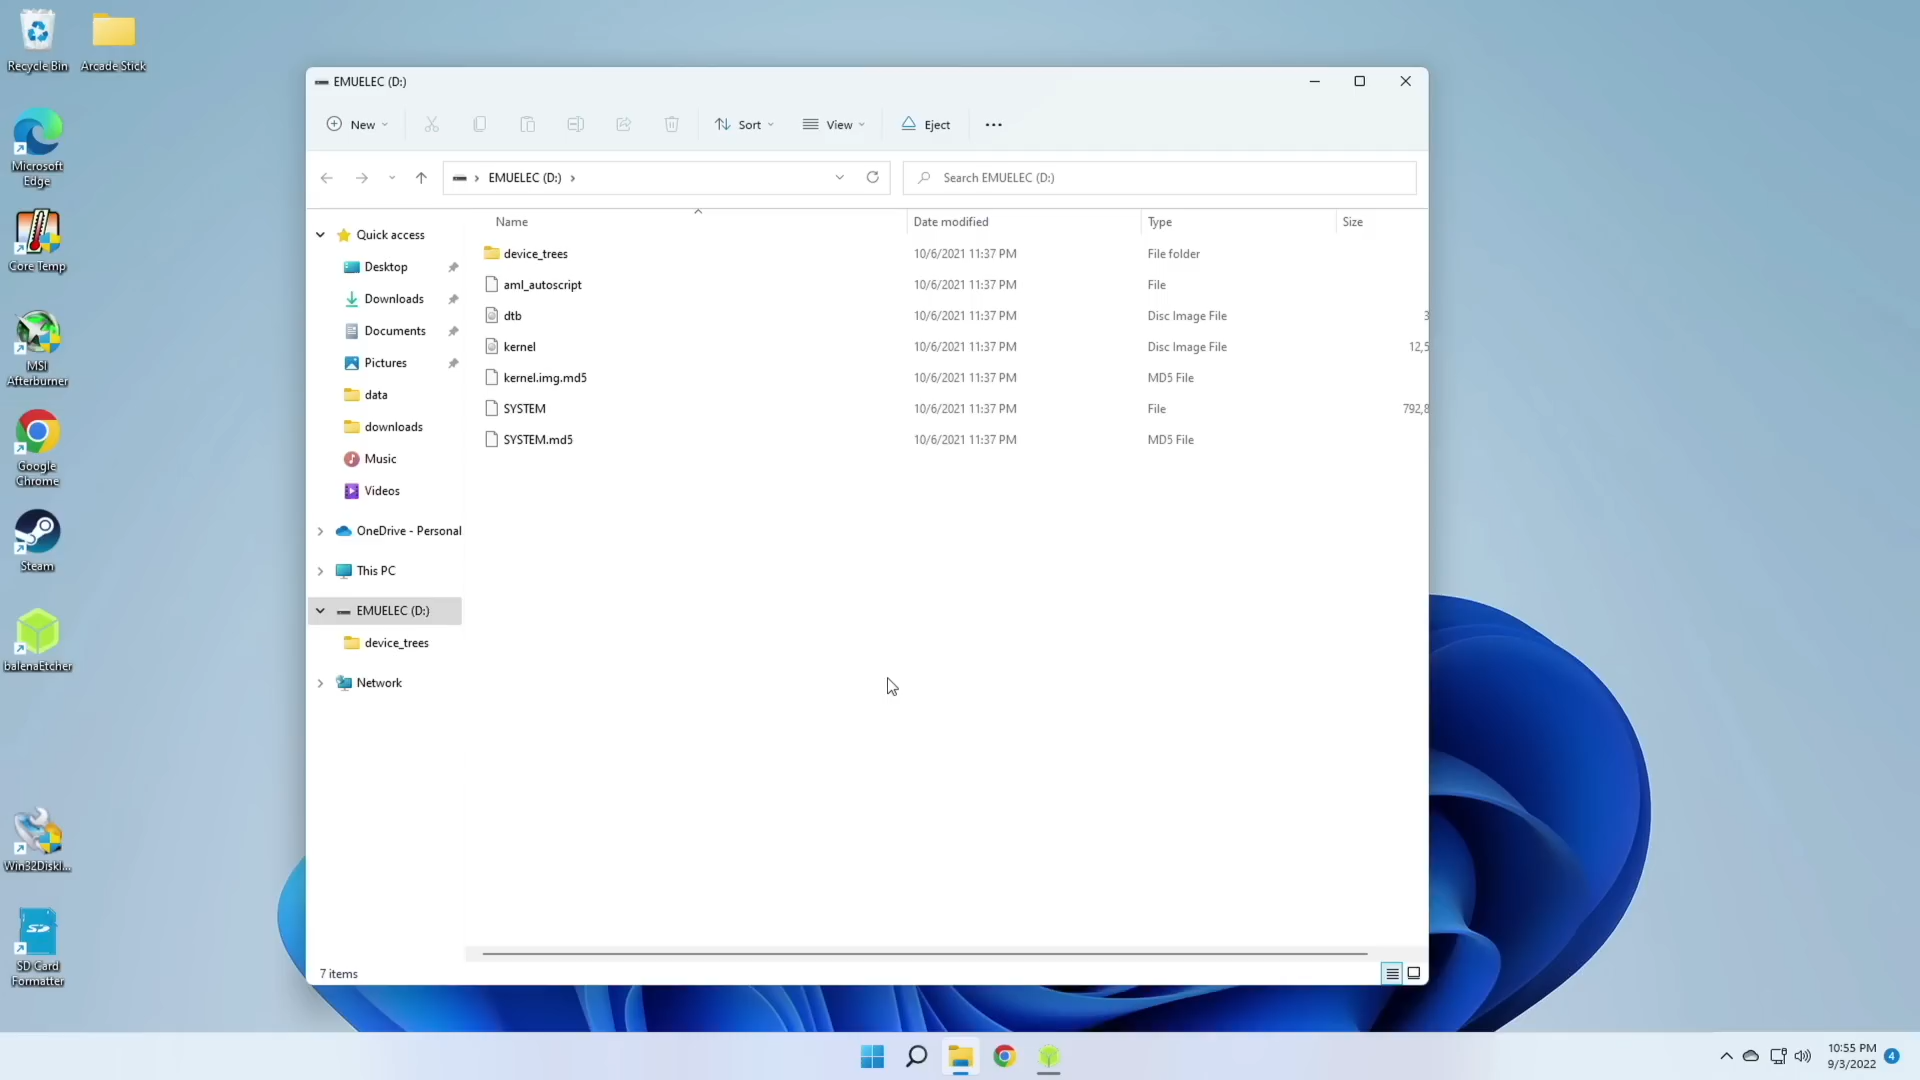 Recycle Bin
Arcade Stick
Microsoft
Edge
Core Temp
MSI
Afterburner
Google
Chrome
Steam
balenaEtcher
Win32DiskI...
SD
SD Card
Formatter
EMUELEC (D:)
New
Sort
View
Eject
EMUELEC (D:)
Search EMUELEC (D:)
Quick access
Desktop
Downloads
Documents
Pictures
data
downloads
Music
Videos
OneDrive - Personal
This PC
EMUELEC (D:)
device_trees
Network
Name Date modified Type Size
device_trees 10/6/2021 11:37 PM File folder
aml_autoscript 10/6/2021 11:37 PM File
dtb 10/6/2021 11:37 PM Disc Image File 3
kernel 10/6/2021 11:37 PM Disc Image File 12,5
kernel.img.md5 10/6/2021 11:37 PM MD5 File
SYSTEM 10/6/2021 11:37 PM File 792,8
SYSTEM.md5 10/6/2021 11:37 PM MD5 File
7 items
10:55 PM
9/3/2022
4